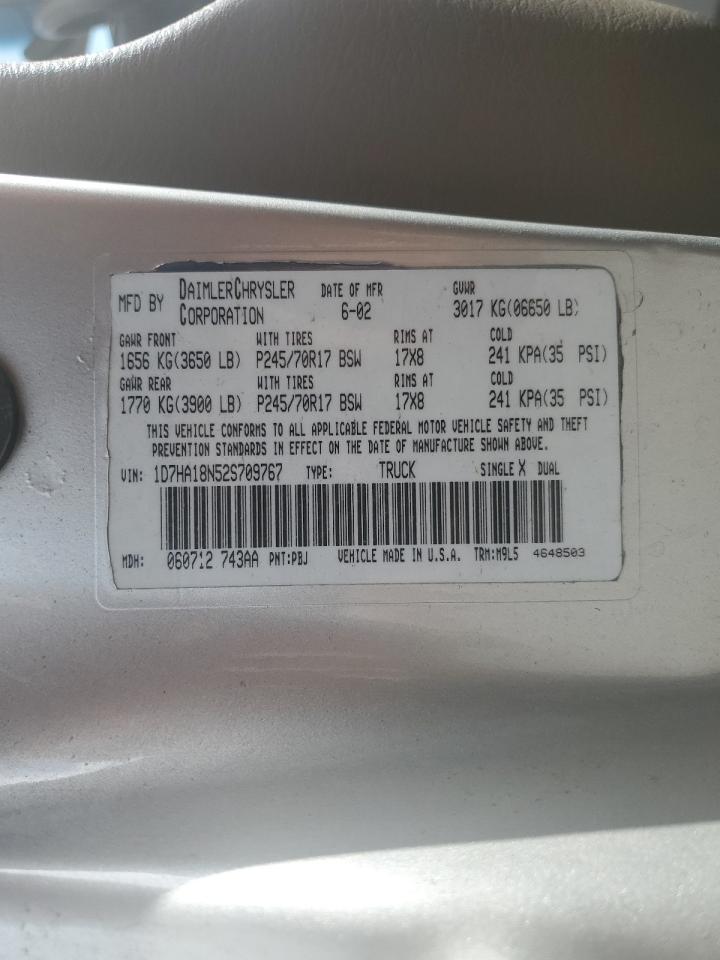 MFD BY DAIMLERCHRYSLER CORPORATION DATE OF MFR 6-02 GVWR 3017 KG(06650 LB)
GAWR FRONT WITH TIRES RIMS AT COLD
1656 KG(3650 LB) P245/70R17 BSW 17X8 241 KPA(35 PSI)
GAWR REAR WITH TIRES RIMS AT COLD
1770 KG(3900 LB) P245/70R17 BSW 17X8 241 KPA(35 PSI)
THIS VEHICLE CONFORMS TO ALL APPLICABLE FEDERAL MOTOR VEHICLE SAFETY AND THEFT
PREVENTION STANDARDS IN EFFECT ON THE DATE OF MANUFACTURE SHOWN ABOVE.
VIN: 1D7HA18N52S709767 TYPE: TRUCK SINGLE X DUAL
MDH: 060712 743AA PNT:PBJ VEHICLE MADE IN U.S.A. TRM:M9L5 4648503